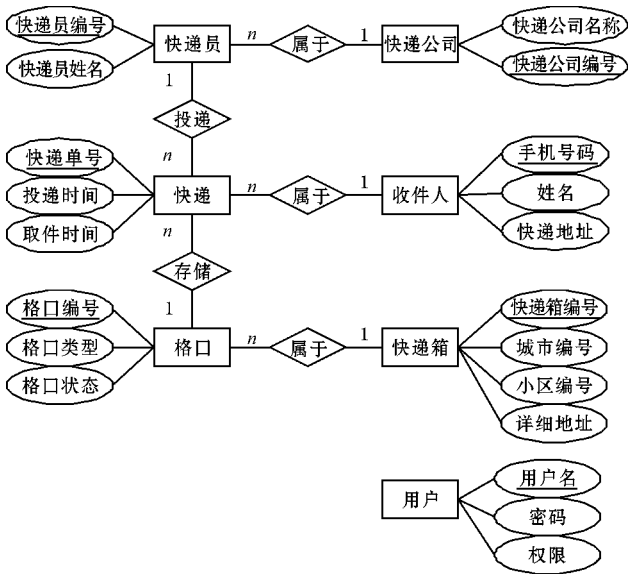 快递员编号
快递员 n 属于 1 快递公司
快递公司名称
快递员姓名
快递公司编号
1
投递
n
快递单号
投递时间
取件时间
快递 n 属于 1 收件人
手机号码
姓名
快递地址
n
存储
1
格口编号
格口类型
格口状态
格口 n 属于 1 快递箱
快递箱编号
城市编号
小区编号
详细地址
用户
用户名
密码
权限